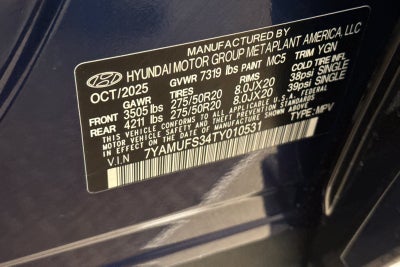 MANUFACTURED BY
HYUNDAI MOTOR GROUP METAPLANT AMERICA, LLC
OCT/2025 GVWR 7319 lbs PAINT MC5 TRIM YGN
GAWR TIRES RIMS COLD TIRE INFL
FRONT 3505 lbs 275/50R20 8.0JX20 38psi SINGLE
REAR 4211 lbs 275/50R20 8.0JX20 39psi SINGLE
THIS VEHICLE CONFORMS TO ALL APPLICABLE U.S.A. FEDERAL
MOTOR VEHICLE SAFETY AND THEFT PREVENTION STANDARDS
IN EFFECT ON THE DATE OF MANUFACTURE SHOWN ABOVE.
V.I.N 7YAMUFS34TY010531 TYPE: MPV